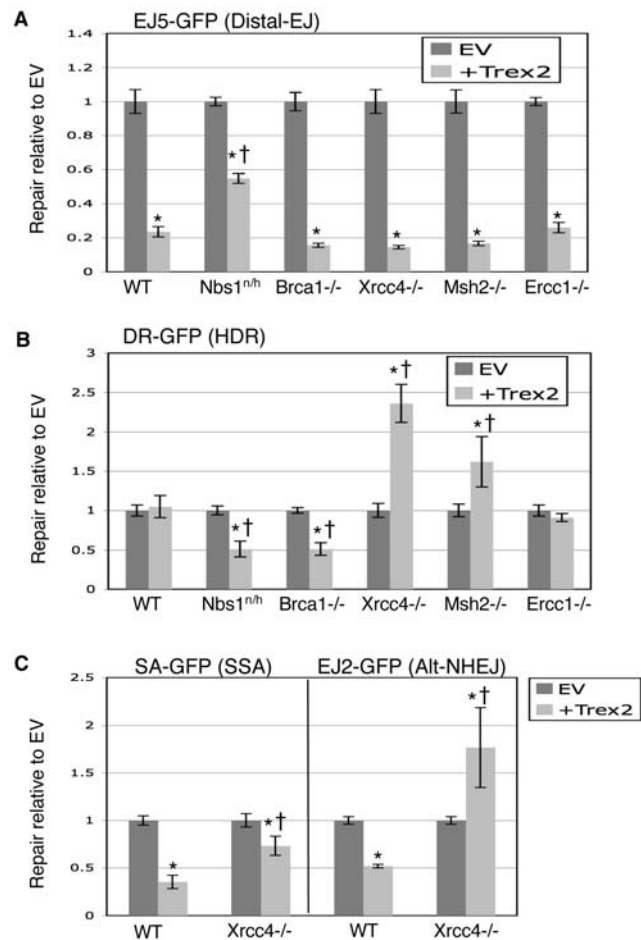 A
EJ5-GFP (Distal-EJ)
Repair relative to EV
1.4
1.2
1
0.8
0.6
0.4
0.2
0
EV
+Trex2
*
*†
*
*
*
*
WT
Nbs1n/h
Brca1-/-
Xrcc4-/-
Msh2-/-
Ercc1-/-
B
DR-GFP (HDR)
Repair relative to EV
3
2.5
2
1.5
1
0.5
0
EV
+Trex2
*†
*†
*†
*†
WT
Nbs1n/h
Brca1-/-
Xrcc4-/-
Msh2-/-
Ercc1-/-
C
SA-GFP (SSA)
EJ2-GFP (Alt-NHEJ)
Repair relative to EV
2.5
2
1.5
1
0.5
0
EV
+Trex2
*
*†
*
*†
WT
Xrcc4-/-
WT
Xrcc4-/-